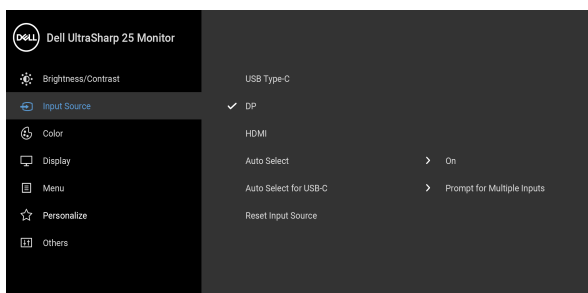 DELL Dell UltraSharp 25 Monitor
Brightness/Contrast
USB Type-C
Input Source
DP
Color
HDMI
Display
Auto Select On
Menu
Auto Select for USB-C Prompt for Multiple Inputs
Personalize
Reset Input Source
Others